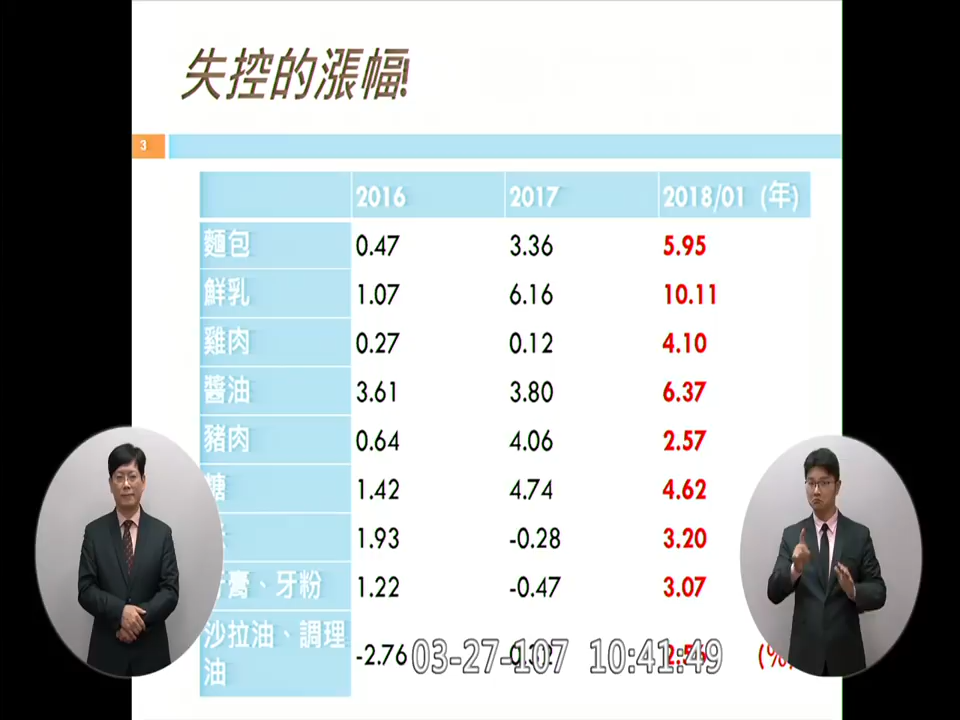 失控的漲幅!
3
2016 2017 2018/01 (年)
麵包 0.47 3.36 5.95
鮮乳 1.07 6.16 10.11
雞肉 0.27 0.12 4.10
醬油 3.61 3.80 6.37
豬肉 0.64 4.06 2.57
糖 1.42 4.74 4.62
1.93 -0.28 3.20
膏、牙粉 1.22 -0.47 3.07
沙拉油、調理
油 -2.76
03-27-107 10:41:49